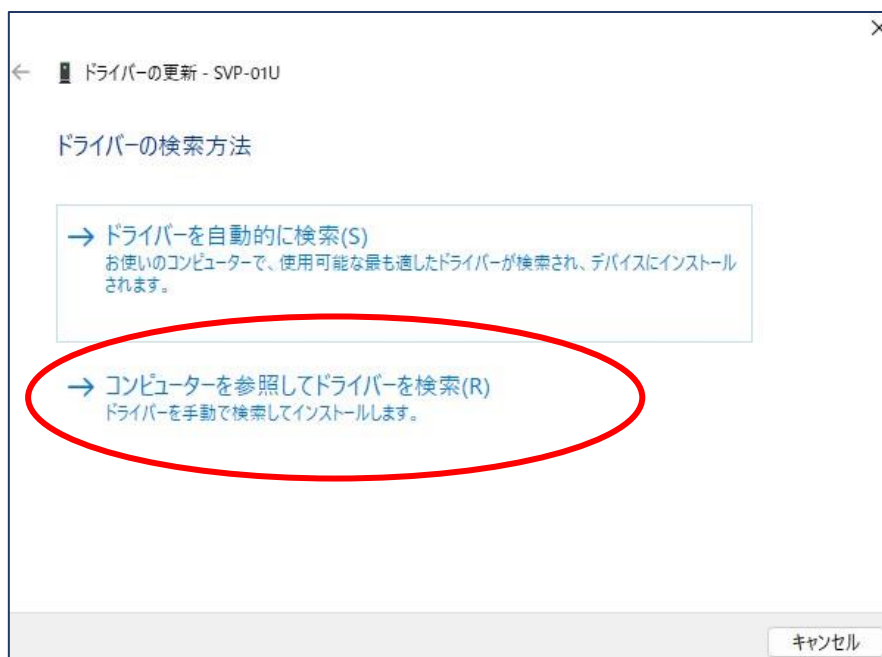 ドライバーの更新 - SVP-01U
ドライバーの検索方法
ドライバーを自動的に検索(S)
お使いのコンピューターで、使用可能な最も適したドライバーが検索され、デバイスにインストール
されます。
コンピューターを参照してドライバーを検索(R)
ドライバーを手動で検索してインストールします。
キャンセル